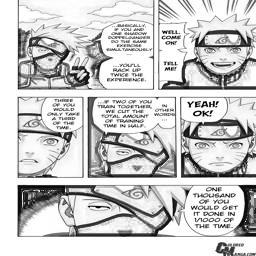 WELL, COME ON!
TELL ME!
...BASICALLY, IF YOU AND ONE SHADOW DOPPELGANGER DO THE SAME EXERCISE SIMULTANEOUSLY
...YOU'LL RACK UP TWICE THE EXPERIENCE.
YEAH! OK!
IN OTHER WORDS
...IF TWO OF YOU TRAIN TOGETHER, WE CUT THE TOTAL AMOUNT OF TRAINING TIME IN HALF.
THREE OF YOU WOULD ONLY TAKE A THIRD OF THE TIME.
ONE THOUSAND OF YOU WOULD GET IT DONE IN 1/1000 OF THE TIME.
COLORED
MANGA.COM